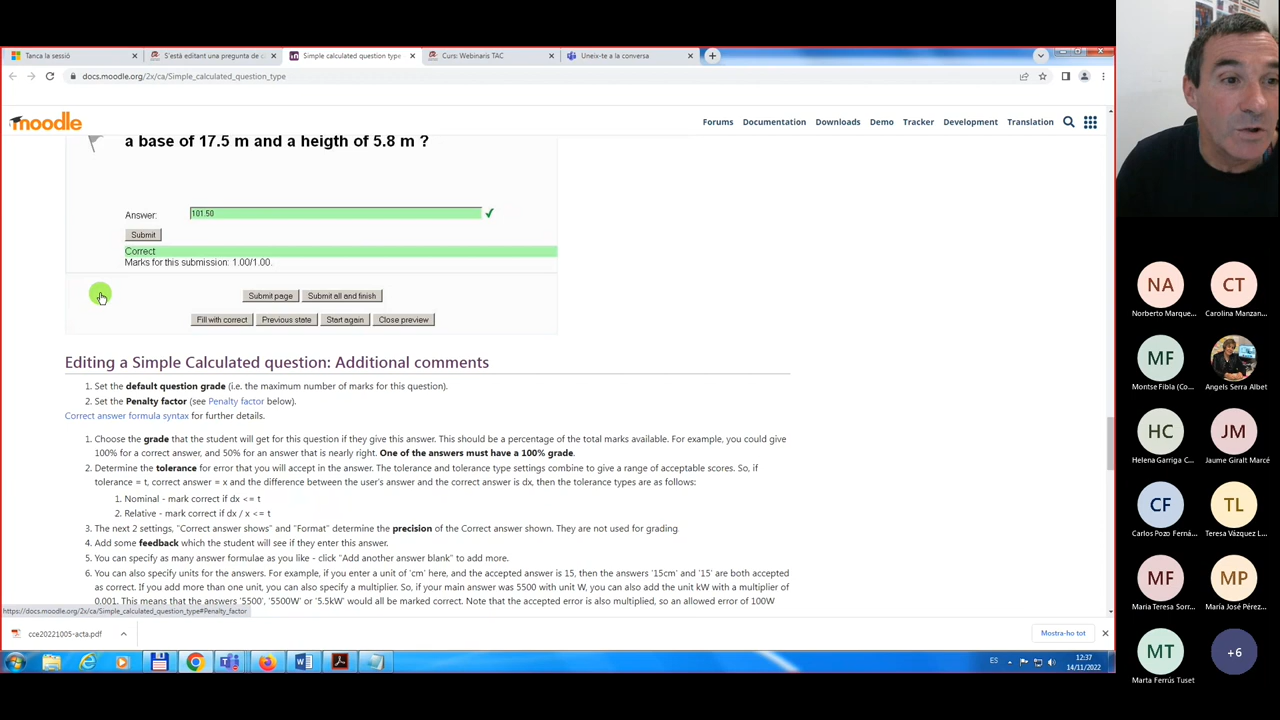 Tanca la sessió
S'està editant una pregunta de c
Simple calculated question type
Curs: Webinaris TAC
Uneix-te a la conversa
docs.moodle.org/2x/ca/Simple_calculated_question_type
moodle
Forums Documentation Downloads Demo Tracker Development Translation
a base of 17.5 m and a heigth of 5.8 m ?
Answer: 101.50
Submit
Correct
Marks for this submission: 1.00/1.00.
Submit page Submit all and finish
Fill with correct Previous state Start again Close preview
Editing a Simple Calculated question: Additional comments
1. Set the default question grade (i.e. the maximum number of marks for this question).
2. Set the Penalty factor (see Penalty factor below).
Correct answer formula syntax for further details.
1. Choose the grade that the student will get for this question if they give this answer. This should be a percentage of the total marks available. For example, you could give
100% for a correct answer, and 50% for an answer that is nearly right. One of the answers must have a 100% grade.
2. Determine the tolerance for error that you will accept in the answer. The tolerance and tolerance type settings combine to give a range of acceptable scores. So, if
tolerance = t, correct answer = x and the difference between the user's answer and the correct answer is dx, then the tolerance types are as follows:
1. Nominal - mark correct if dx <= t
2. Relative - mark correct if dx / x <= t
3. The next 2 settings, "Correct answer shows" and "Format" determine the precision of the Correct answer shown. They are not used for grading
4. Add some feedback which the student will see if they enter this answer.
5. You can specify as many answer formulae as you like - click "Add another answer blank" to add more.
6. You can also specify units for the answers. For example, if you enter a unit of 'cm' here, and the accepted answer is 15, then the answers '15cm' and '15' are both accepted
as correct. If you add more than one unit, you can also specify a multiplier. So, if your main answer was 5500 with unit W, you can also add the unit kW with a multiplier of
0.001. This means that the answers '5500', '5500W' or '5.5kW' would all be marked correct. Note that the accepted error is also multiplied, so an allowed error of 100W
https://docs.moodle.org/2x/ca/Simple_calculated_question_type#Penalty_factor
cce20221005-acta.pdf
Mostra-ho tot
ES
12:37
14/11/2022
NA CT
Norberto Marque... Carolina Manzan...
MF
Montse Fibla (Co... Angels Serra Albet
HC JM
Helena Garriga C... Jaume Giralt Marcé
CF TL
Carlos Pozo Ferná... Teresa Vázquez L...
MF MP
Maria Teresa Sorr... María José Pérez...
MT +6
Marta Ferrús Tuset